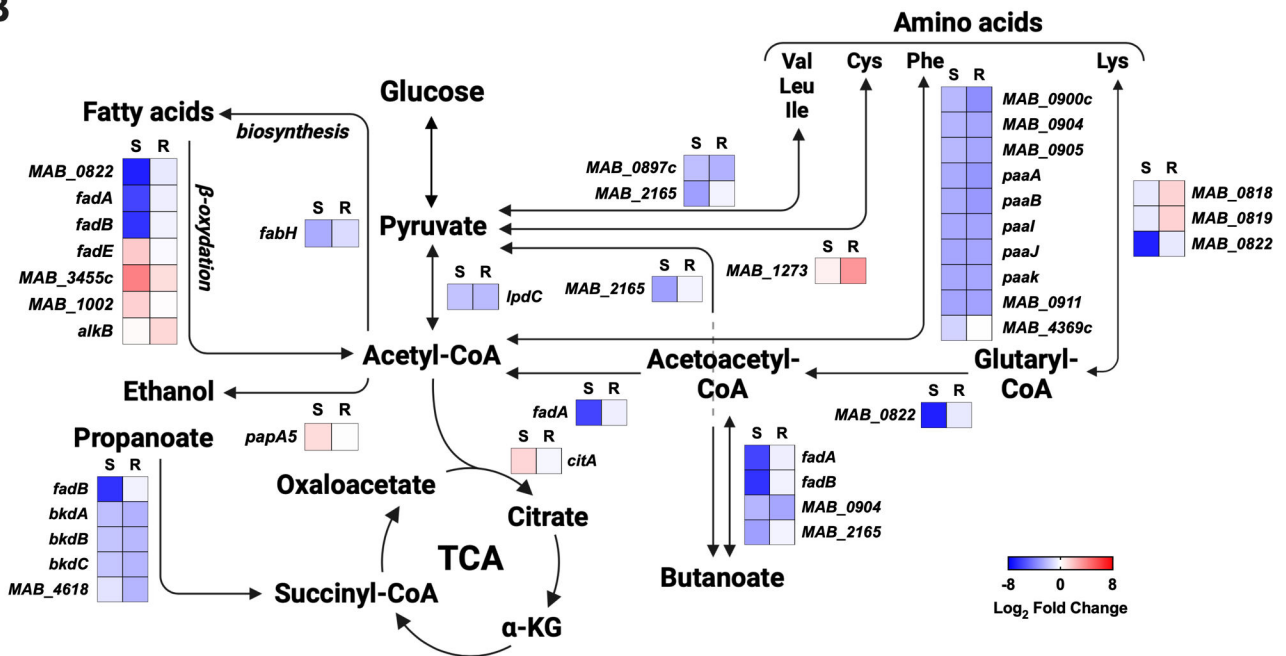 B
Amino acids
Val
Leu
Ile
Cys
Phe
Lys
S R
MAB_0900c
MAB_0904
MAB_0905
paaA
paaB
paaI
paaJ
paak
MAB_0911
MAB_4369c
S R
MAB_0818
MAB_0819
MAB_0822
Glucose
Fatty acids
biosynthesis
S R
MAB_0822
fadA
fadB
fadE
MAB_3455c
MAB_1002
alkB
β-oxydation
S R
fabH
S R
MAB_0897c
MAB_2165
Pyruvate
S R
lpdC
S R
MAB_2165
S R
MAB_1273
Acetyl-CoA
Acetoacetyl-
CoA
Glutaryl-
CoA
Ethanol
S R
papA5
S R
fadA
S R
MAB_0822
Propanoate
S R
fadB
bkdA
bkdB
bkdC
MAB_4618
S R
citA
S R
fadA
fadB
MAB_0904
MAB_2165
Oxaloacetate
Citrate
TCA
Succinyl-CoA
α-KG
Butanoate
-8 0 8
Log2 Fold Change